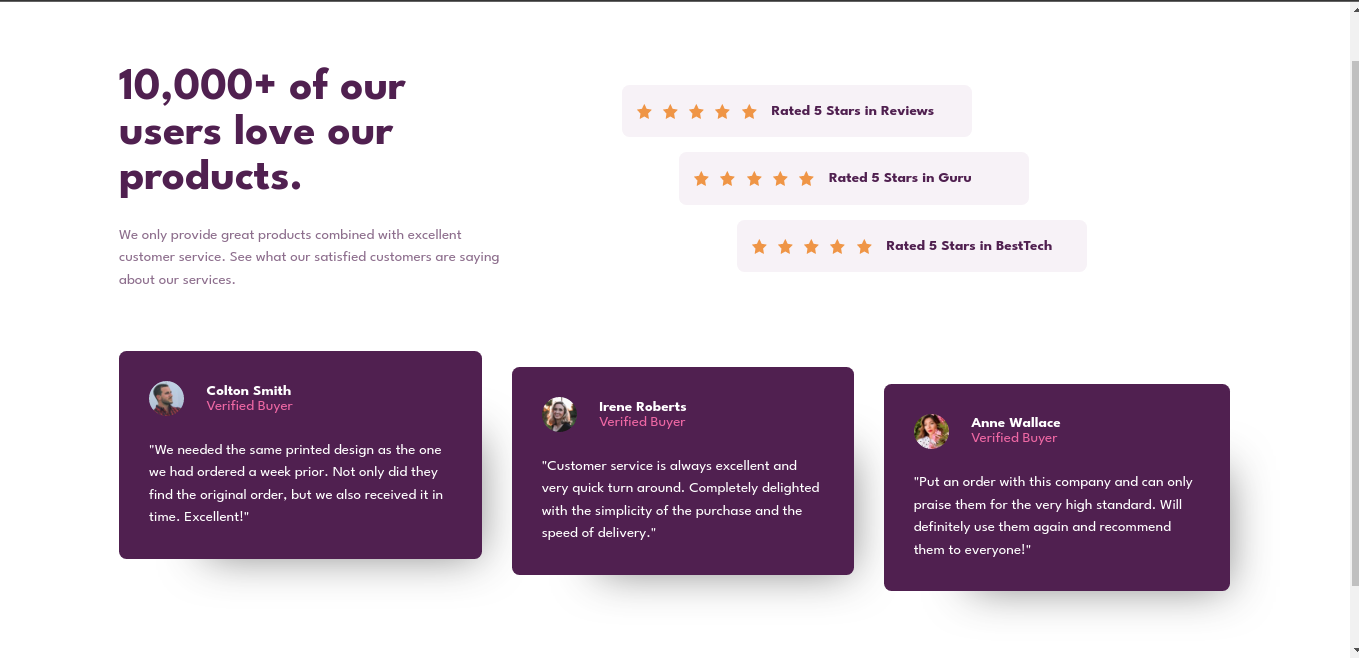 10,000+ of our
users love our
products.
We only provide great products combined with excellent
customer service. See what our satisfied customers are saying
about our services.
Rated 5 Stars in Reviews
Rated 5 Stars in Guru
Rated 5 Stars in BestTech
Colton Smith
Verified Buyer
"We needed the same printed design as the one
we had ordered a week prior. Not only did they
find the original order, but we also received it in
time. Excellent!"
Irene Roberts
Verified Buyer
"Customer service is always excellent and
very quick turn around. Completely delighted
with the simplicity of the purchase and the
speed of delivery."
Anne Wallace
Verified Buyer
"Put an order with this company and can only
praise them for the very high standard. Will
definitely use them again and recommend
them to everyone!"